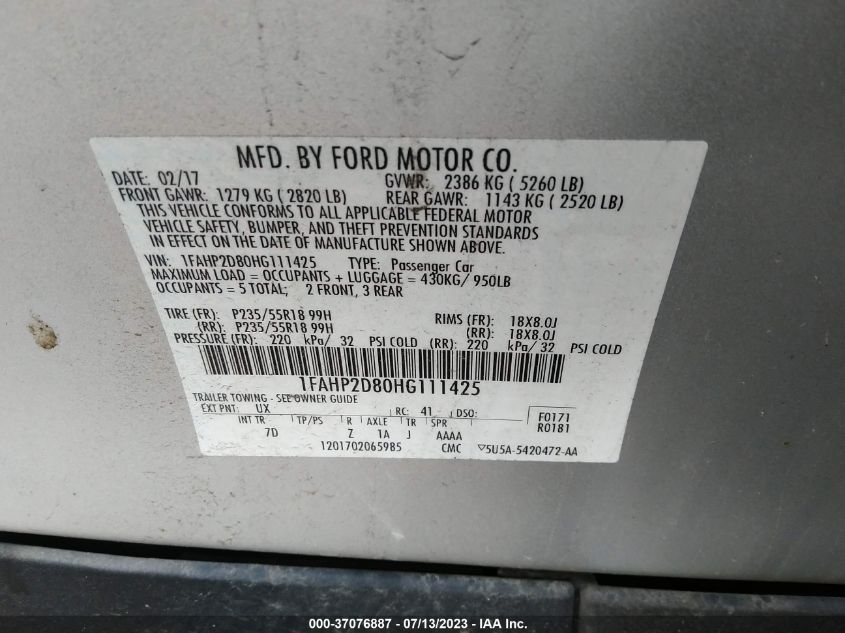 MFD. BY FORD MOTOR CO.
DATE: 02/17 GVWR: 2386 KG ( 5260 LB)
FRONT GAWR: 1279 KG ( 2820 LB) REAR GAWR: 1143 KG ( 2520 LB)
THIS VEHICLE CONFORMS TO ALL APPLICABLE FEDERAL MOTOR
VEHICLE SAFETY, BUMPER, AND THEFT PREVENTION STANDARDS
IN EFFECT ON THE DATE OF MANUFACTURE SHOWN ABOVE.
VIN: 1FAHP2D80HG111425 TYPE: Passenger Car
MAXIMUM LOAD = OCCUPANTS + LUGGAGE = 430KG/ 950LB
OCCUPANTS = 5 TOTAL; 2 FRONT, 3 REAR
TIRE (FR): P235/55R18 99H RIMS (FR): 18X8.0J
(RR): P235/55R18 99H (RR): 18X8.0J
PRESSURE (FR): 220 kPa/ 32 PSI COLD (RR): 220 kPa/ 32 PSI COLD
1FAHP2D80HG111425
TRAILER TOWING - SEE OWNER GUIDE
EXT PNT: UX RC: 41 DSO: F0171
INT TR TP/PS R AXLE TR SPR R0181
7D Z 1A J AAAA
1201702065985 CMC ▽5U5A-5420472-AA
000-37076887 - 07/13/2023 - IAA Inc.